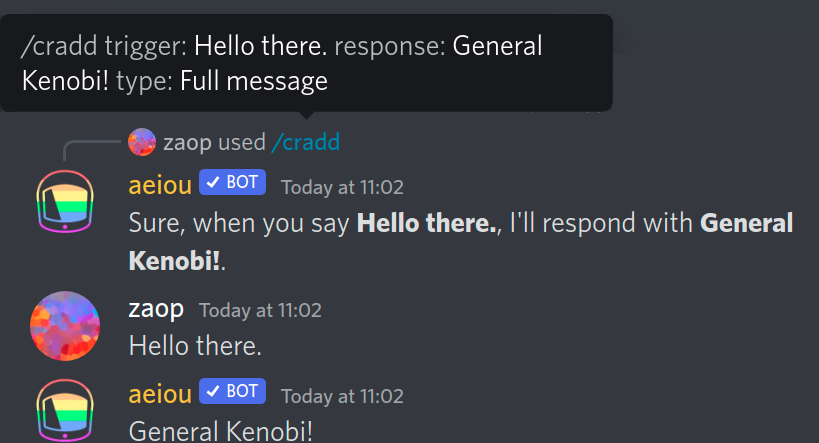 /cradd trigger: Hello there. response: General
Kenobi! type: Full message
zaop used /cradd
aeiou ✓ BOT Today at 11:02
Sure, when you say Hello there., I'll respond with General
Kenobi!.
zaop Today at 11:02
Hello there.
aeiou ✓ BOT Today at 11:02
General Kenobi!